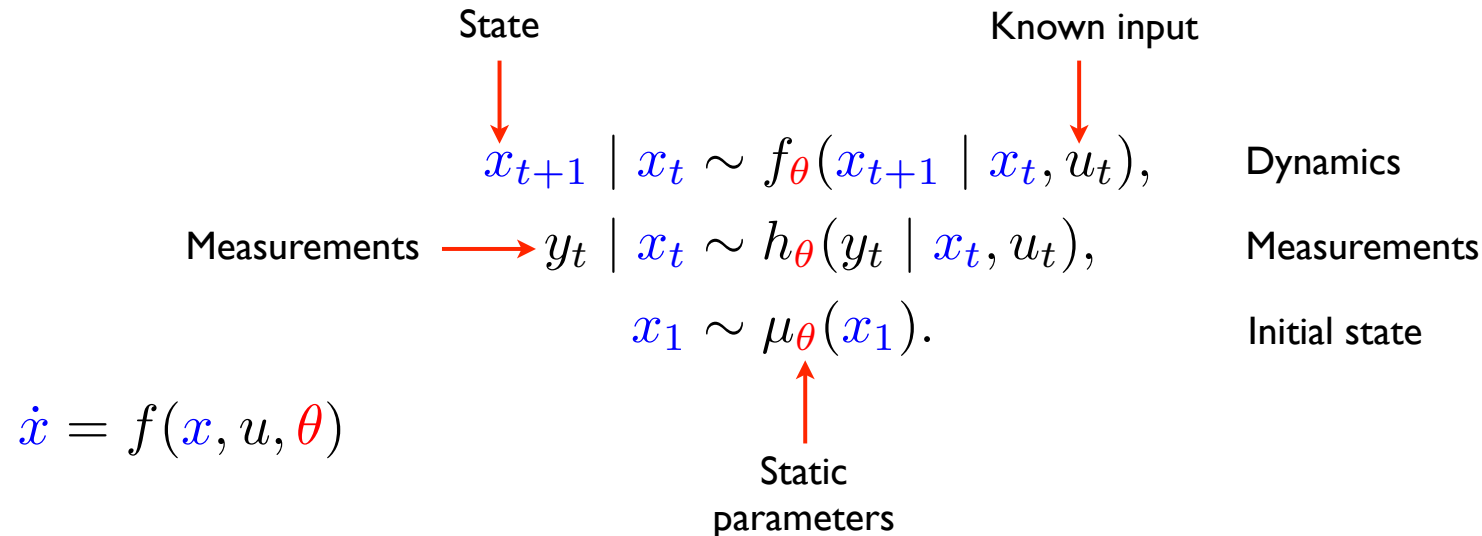 State Known input
x_{t+1} | x_t ∼ f_θ(x_{t+1} | x_t, u_t), Dynamics
Measurements y_t | x_t ∼ h_θ(y_t | x_t, u_t), Measurements
x_1 ∼ μ_θ(x_1). Initial state
ẋ = f(x, u, θ)
Static
parameters